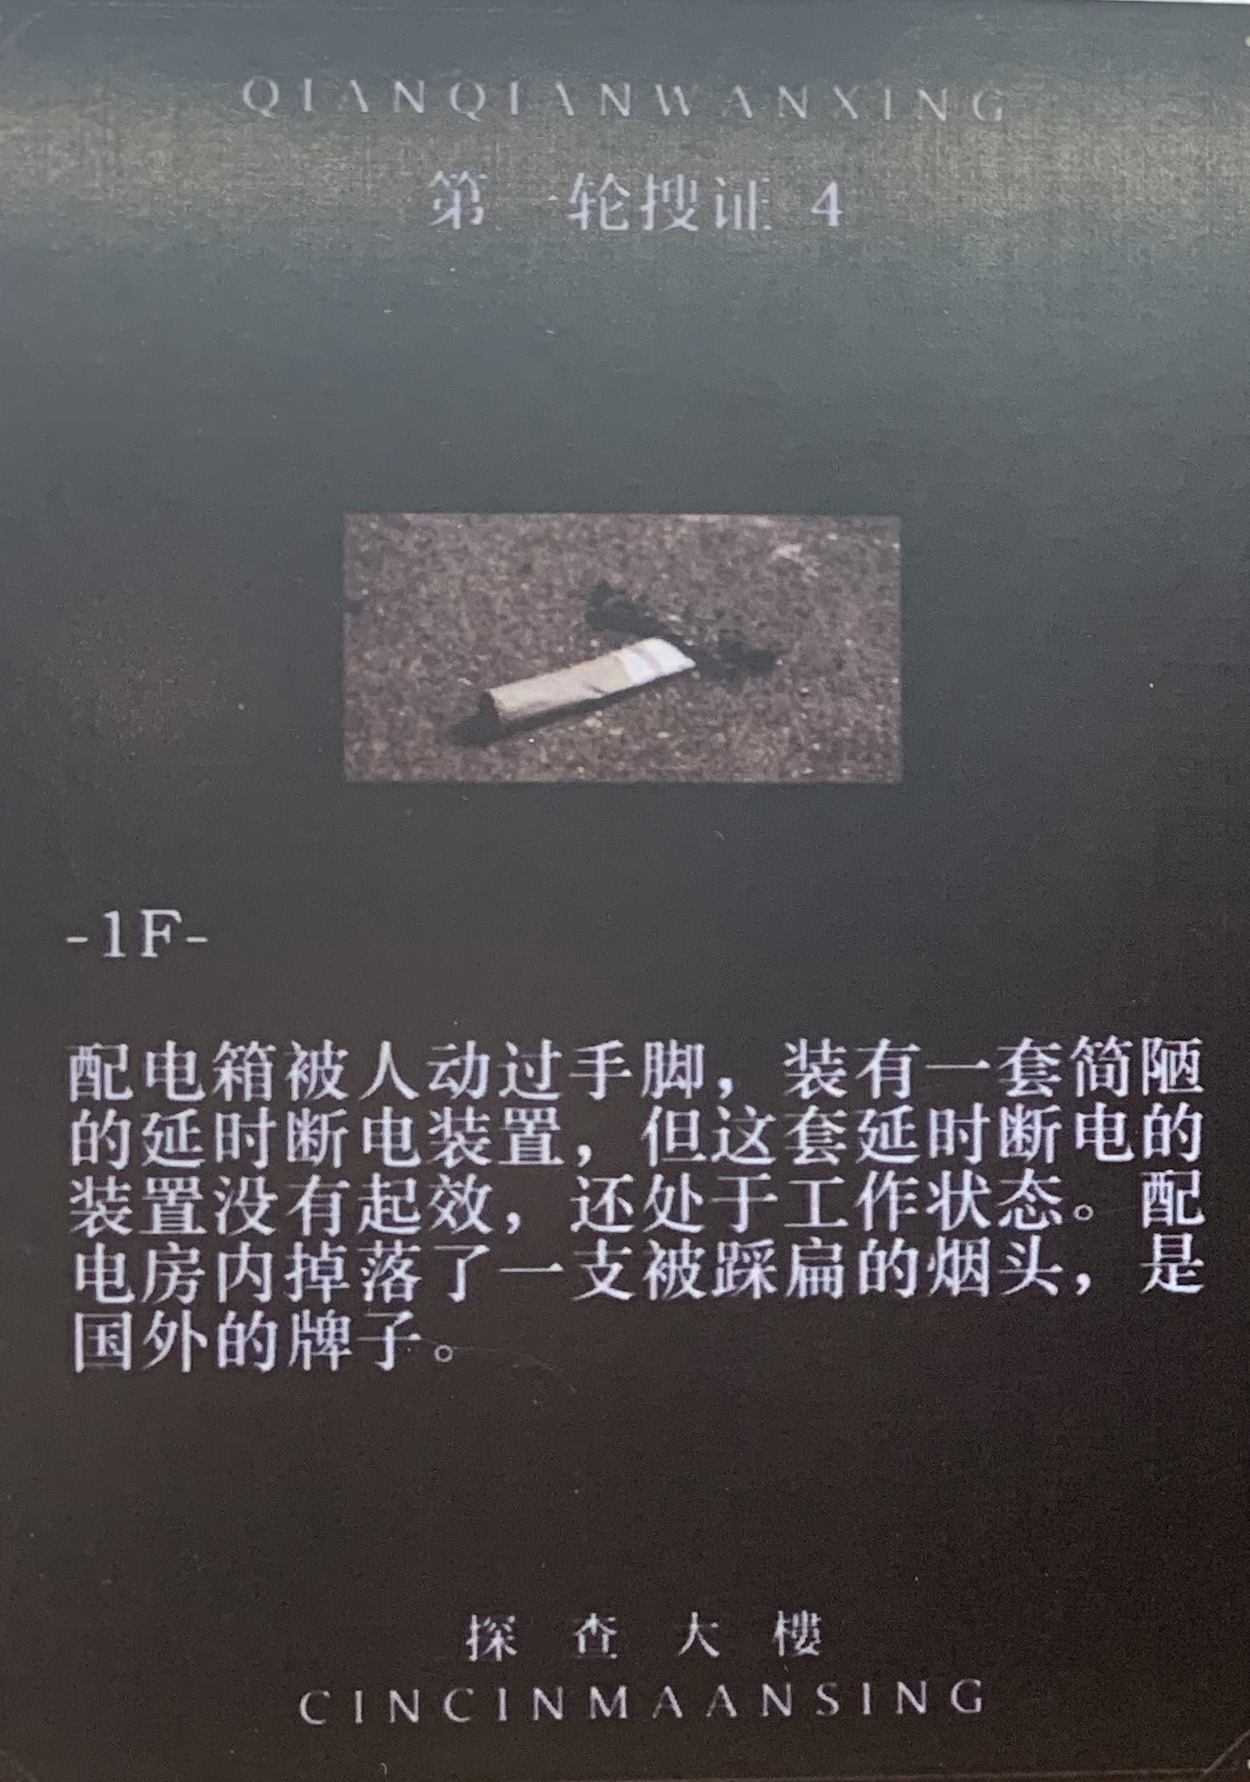 QIANQIANWANXING
第一轮搜证 4
-1F-
配电箱被人动过手脚，装有一套简陋
的延时断电装置，但这套延时断电的
装置没有起效，还处于工作状态。配
电房内掉落了一支被踩扁的烟头，是
国外的牌子。
探查大樓
CINCINMAANSING